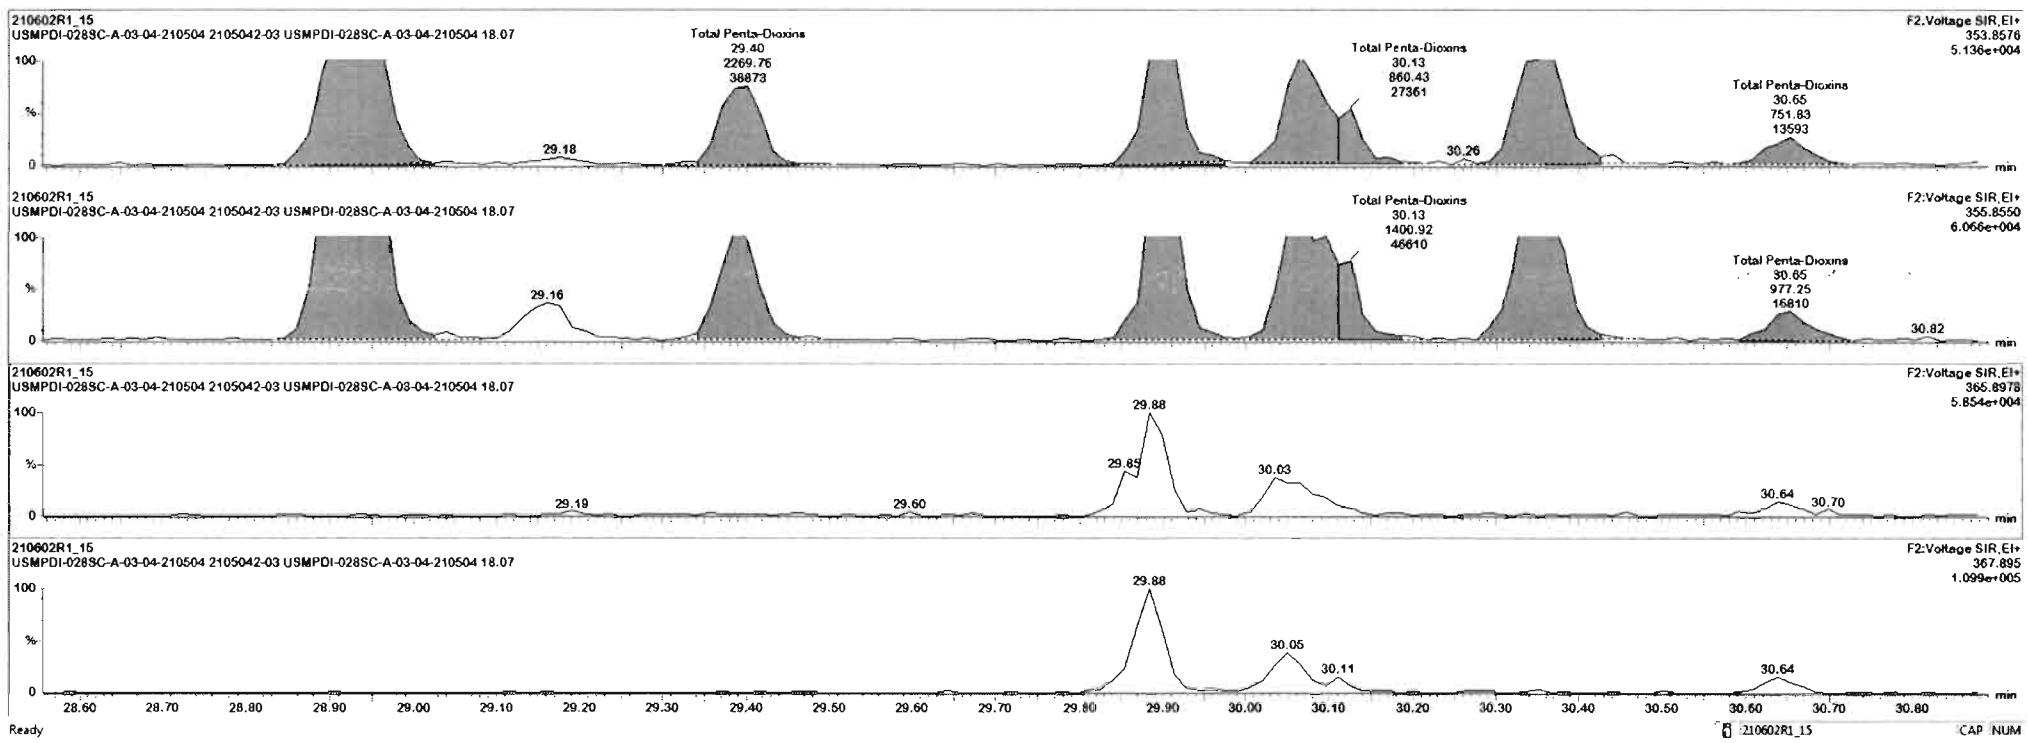 210602R1_15
USMPDI-028SC-A-03-04-210504 2105042-03 USMPDI-028SC-A-03-04-210504 18.07
F2:Voltage SIR,EI+
353.8576
5.136e+004
Total Penta-Dioxins
29.40
2269.76
38873
Total Penta-Dioxins
30.13
860.43
27361
Total Penta-Dioxins
30.65
751.83
13593
100
%
0
29.18
30.26
min
210602R1_15
USMPDI-028SC-A-03-04-210504 2105042-03 USMPDI-028SC-A-03-04-210504 18.07
F2:Voltage SIR,EI+
355.8550
6.066e+004
Total Penta-Dioxins
30.13
1400.92
46610
Total Penta-Dioxins
30.65
977.25
16810
100
%
0
29.16
30.82
min
210602R1_15
USMPDI-028SC-A-03-04-210504 2105042-03 USMPDI-028SC-A-03-04-210504 18.07
F2:Voltage SIR,EI+
365.8978
5.854e+004
100
%
0
29.19
29.60
29.85
29.88
30.03
30.64
30.70
min
210602R1_15
USMPDI-028SC-A-03-04-210504 2105042-03 USMPDI-028SC-A-03-04-210504 18.07
F2:Voltage SIR,EI+
367.895
1.099e+005
100
%
0
29.88
30.05
30.11
30.64
min
28.60 28.70 28.80 28.90 29.00 29.10 29.20 29.30 29.40 29.50 29.60 29.70 29.80 29.90 30.00 30.10 30.20 30.30 30.40 30.50 30.60 30.70 30.80
Ready
210602R1_15
CAP NUM